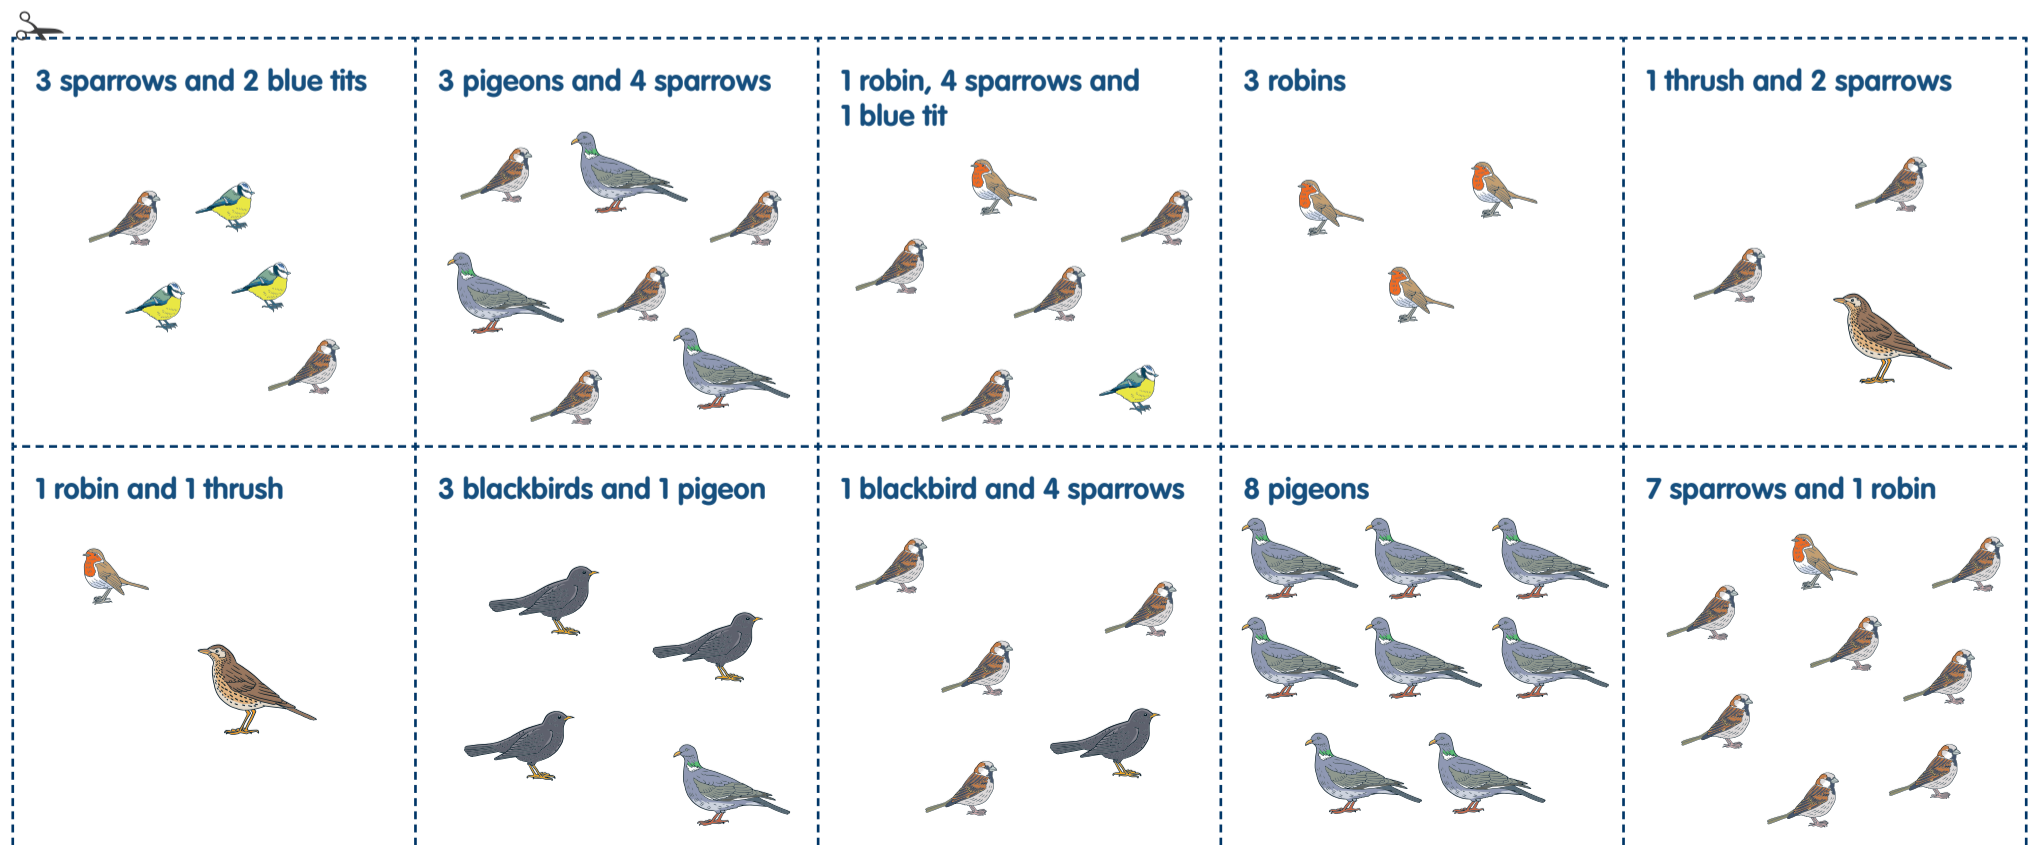 3 sparrows and 2 blue tits
3 pigeons and 4 sparrows
1 robin, 4 sparrows and
1 blue tit
3 robins
1 thrush and 2 sparrows
1 robin and 1 thrush
3 blackbirds and 1 pigeon
1 blackbird and 4 sparrows
8 pigeons
7 sparrows and 1 robin